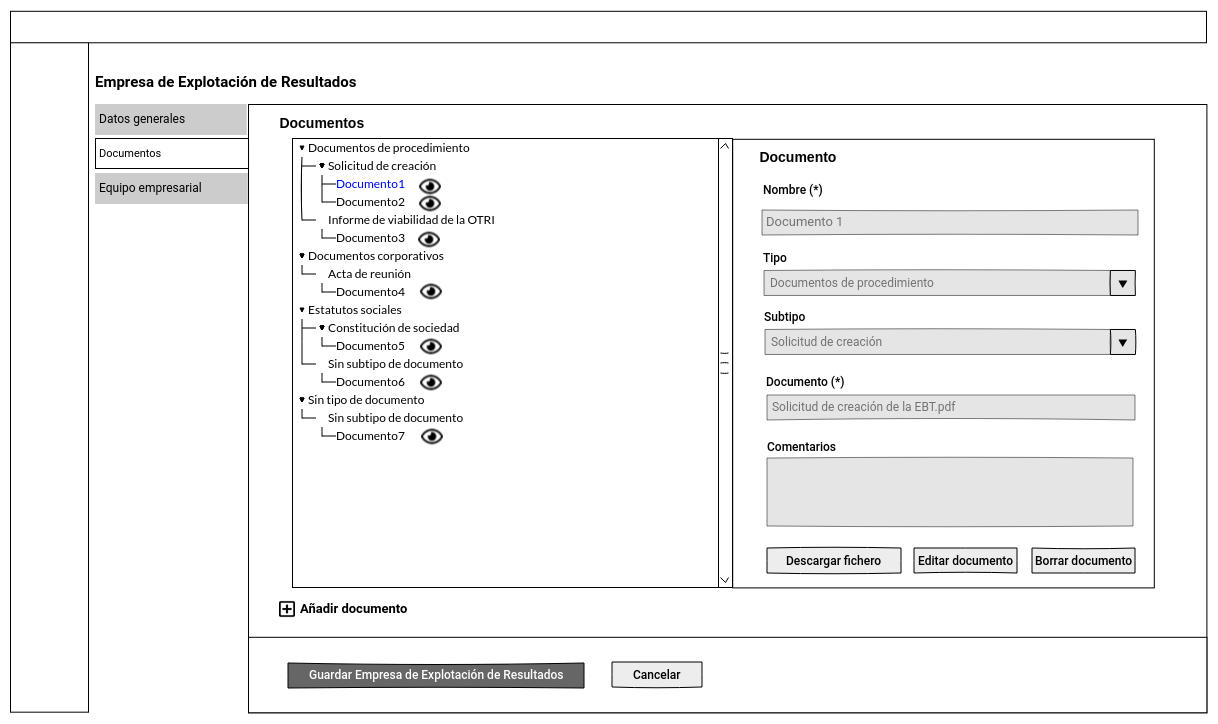 Empresa de Explotación de Resultados
Datos generales
Documentos
Equipo empresarial
Documentos
Documentos de procedimiento
Solicitud de creación
Documento1
Documento2
Informe de viabilidad de la OTRI
Documento3
Documentos corporativos
Acta de reunión
Documento4
Estatutos sociales
Constitución de sociedad
Documento5
Sin subtipo de documento
Documento6
Sin tipo de documento
Sin subtipo de documento
Documento7
Documento
Nombre (*)
Documento 1
Tipo
Documentos de procedimiento
Subtipo
Solicitud de creación
Documento (*)
Solicitud de creación de la EBT.pdf
Comentarios
Descargar fichero
Editar documento
Borrar documento
Añadir documento
Guardar Empresa de Explotación de Resultados
Cancelar